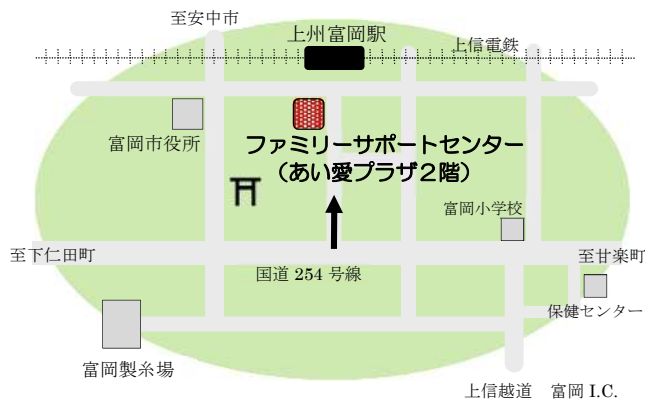 至安中市
上州富岡駅
上信電鉄
富岡市役所
ファミリーサポートセンター
（あい愛プラザ２階）
富岡小学校
至下仁田町
至甘楽町
国道 254 号線
保健センター
富岡製糸場
上信越道　富岡 I.C.